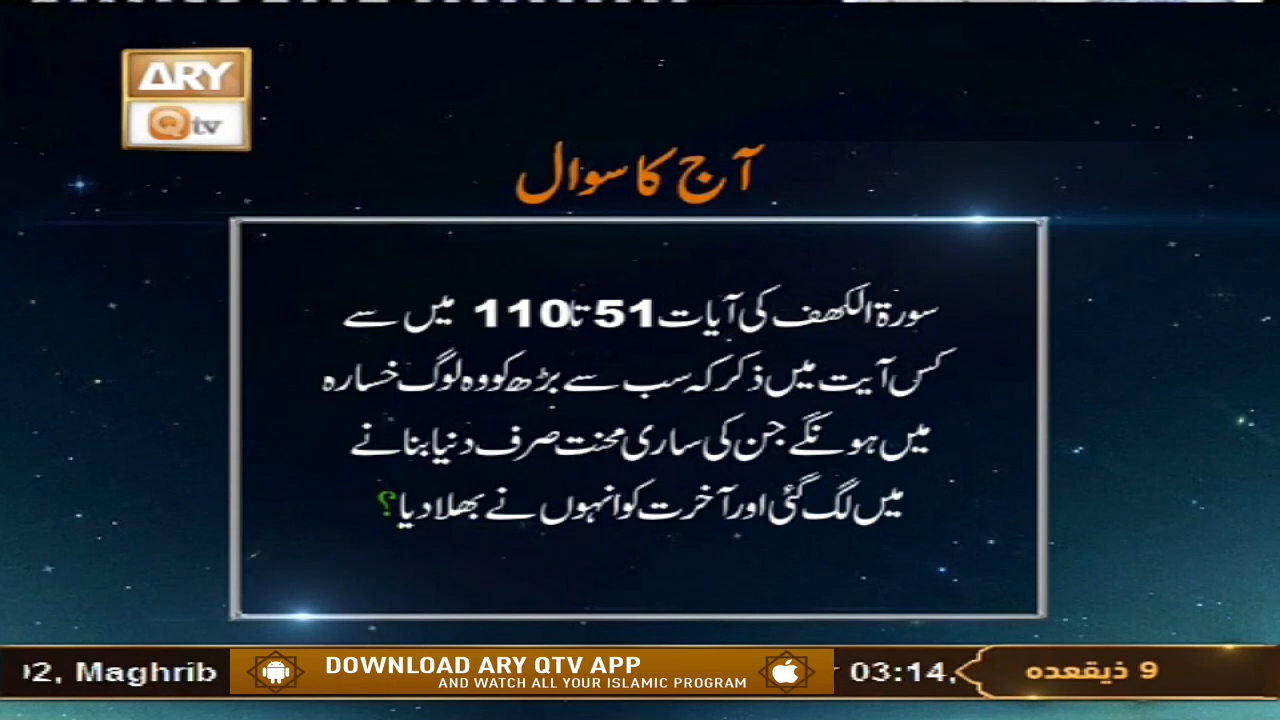 ARY
Qtv
آج کا سوال
سورۃ الکھف کی آیات 51 تا 110 میں سے
کس آیت میں ذکر کہ سب سے بڑھ کو وہ لوگ خسارہ
میں ہونگے جن کی ساری محنت صرف دنیا بنانے
میں لگ گئی اور آخرت کو انہوں نے بھلا دیا؟
02, Maghrib
DOWNLOAD ARY QTV APP
AND WATCH ALL YOUR ISLAMIC PROGRAM
03:14,
9 ذیقعدہ